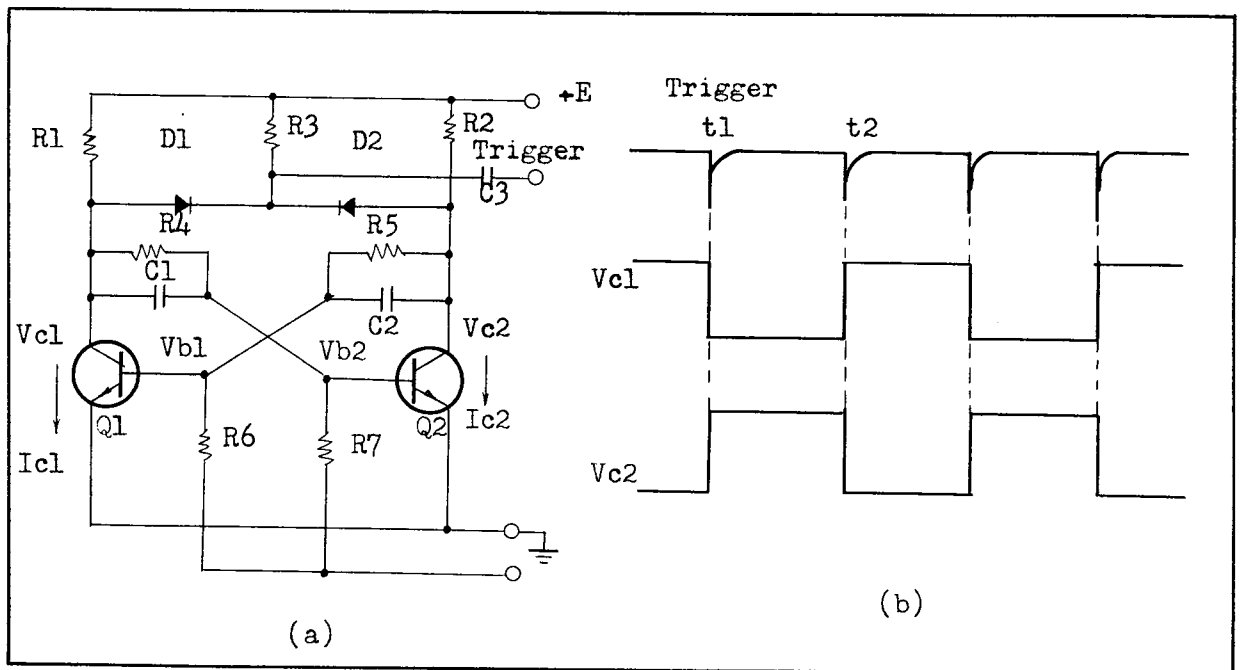 +E
Trigger
R1
D1
R3
D2
R2
Trigger
t1
t2
C3
R4
R5
C1
C2
Vc1
Vc1
Vb1
Vb2
Vc2
Q1
Q2
Ic2
Ic1
R6
R7
Vc2
(a)
(b)